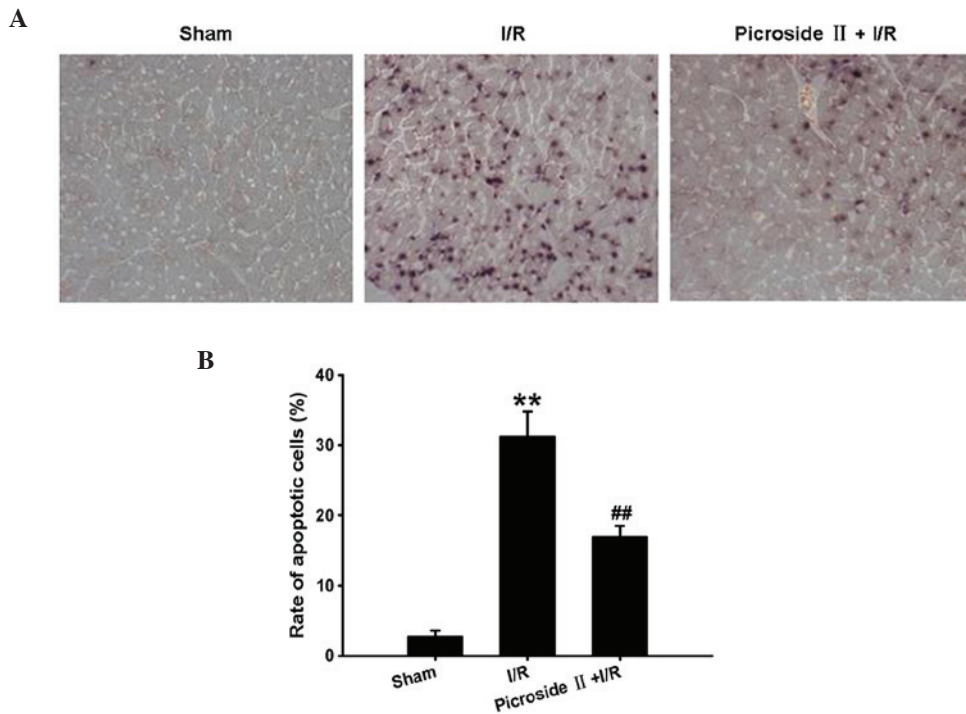 A
Sham
I/R
Picroside Ⅱ + I/R
B
Rate of apoptotic cells (%)
40
30
20
10
0
**
##
Sham
I/R
Picroside Ⅱ +I/R